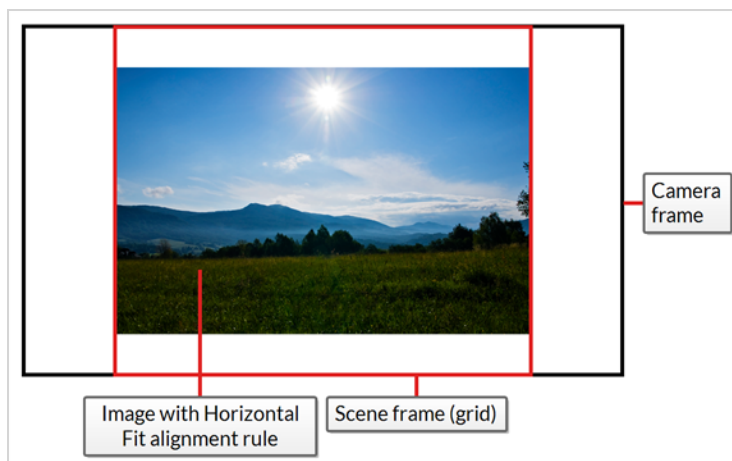 Camera
frame
Image with Horizontal
Fit alignment rule
Scene frame (grid)